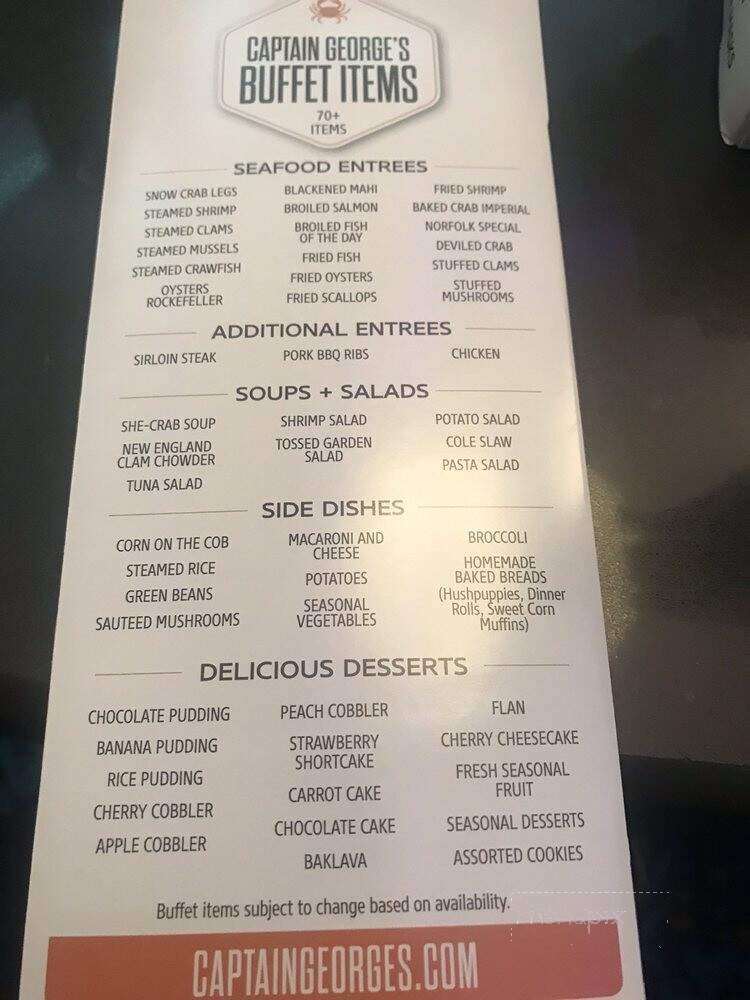 CAPTAIN GEORGE'S
BUFFET ITEMS
70+
ITEMS
SEAFOOD ENTREES
SNOW CRAB LEGS
STEAMED SHRIMP
STEAMED CLAMS
STEAMED MUSSELS
STEAMED CRAWFISH
OYSTERS
ROCKEFELLER
BLACKENED MAHI
BROILED SALMON
BROILED FISH
OF THE DAY
FRIED FISH
FRIED OYSTERS
FRIED SCALLOPS
FRIED SHRIMP
BAKED CRAB IMPERIAL
NORFOLK SPECIAL
DEVILED CRAB
STUFFED CLAMS
STUFFED
MUSHROOMS
ADDITIONAL ENTREES
SIRLOIN STEAK
PORK BBQ RIBS
CHICKEN
SOUPS + SALADS
SHE-CRAB SOUP
NEW ENGLAND
CLAM CHOWDER
TUNA SALAD
SHRIMP SALAD
TOSSED GARDEN
SALAD
POTATO SALAD
COLE SLAW
PASTA SALAD
SIDE DISHES
CORN ON THE COB
STEAMED RICE
GREEN BEANS
SAUTEED MUSHROOMS
MACARONI AND
CHEESE
POTATOES
SEASONAL
VEGETABLES
BROCCOLI
HOMEMADE
BAKED BREADS
(Hushpuppies, Dinner
Rolls, Sweet Corn
Muffins)
DELICIOUS DESSERTS
CHOCOLATE PUDDING
BANANA PUDDING
RICE PUDDING
CHERRY COBBLER
APPLE COBBLER
PEACH COBBLER
STRAWBERRY
SHORTCAKE
CARROT CAKE
CHOCOLATE CAKE
BAKLAVA
FLAN
CHERRY CHEESECAKE
FRESH SEASONAL
FRUIT
SEASONAL DESSERTS
ASSORTED COOKIES
Buffet items subject to change based on availability.
CAPTAINGEORGES.COM